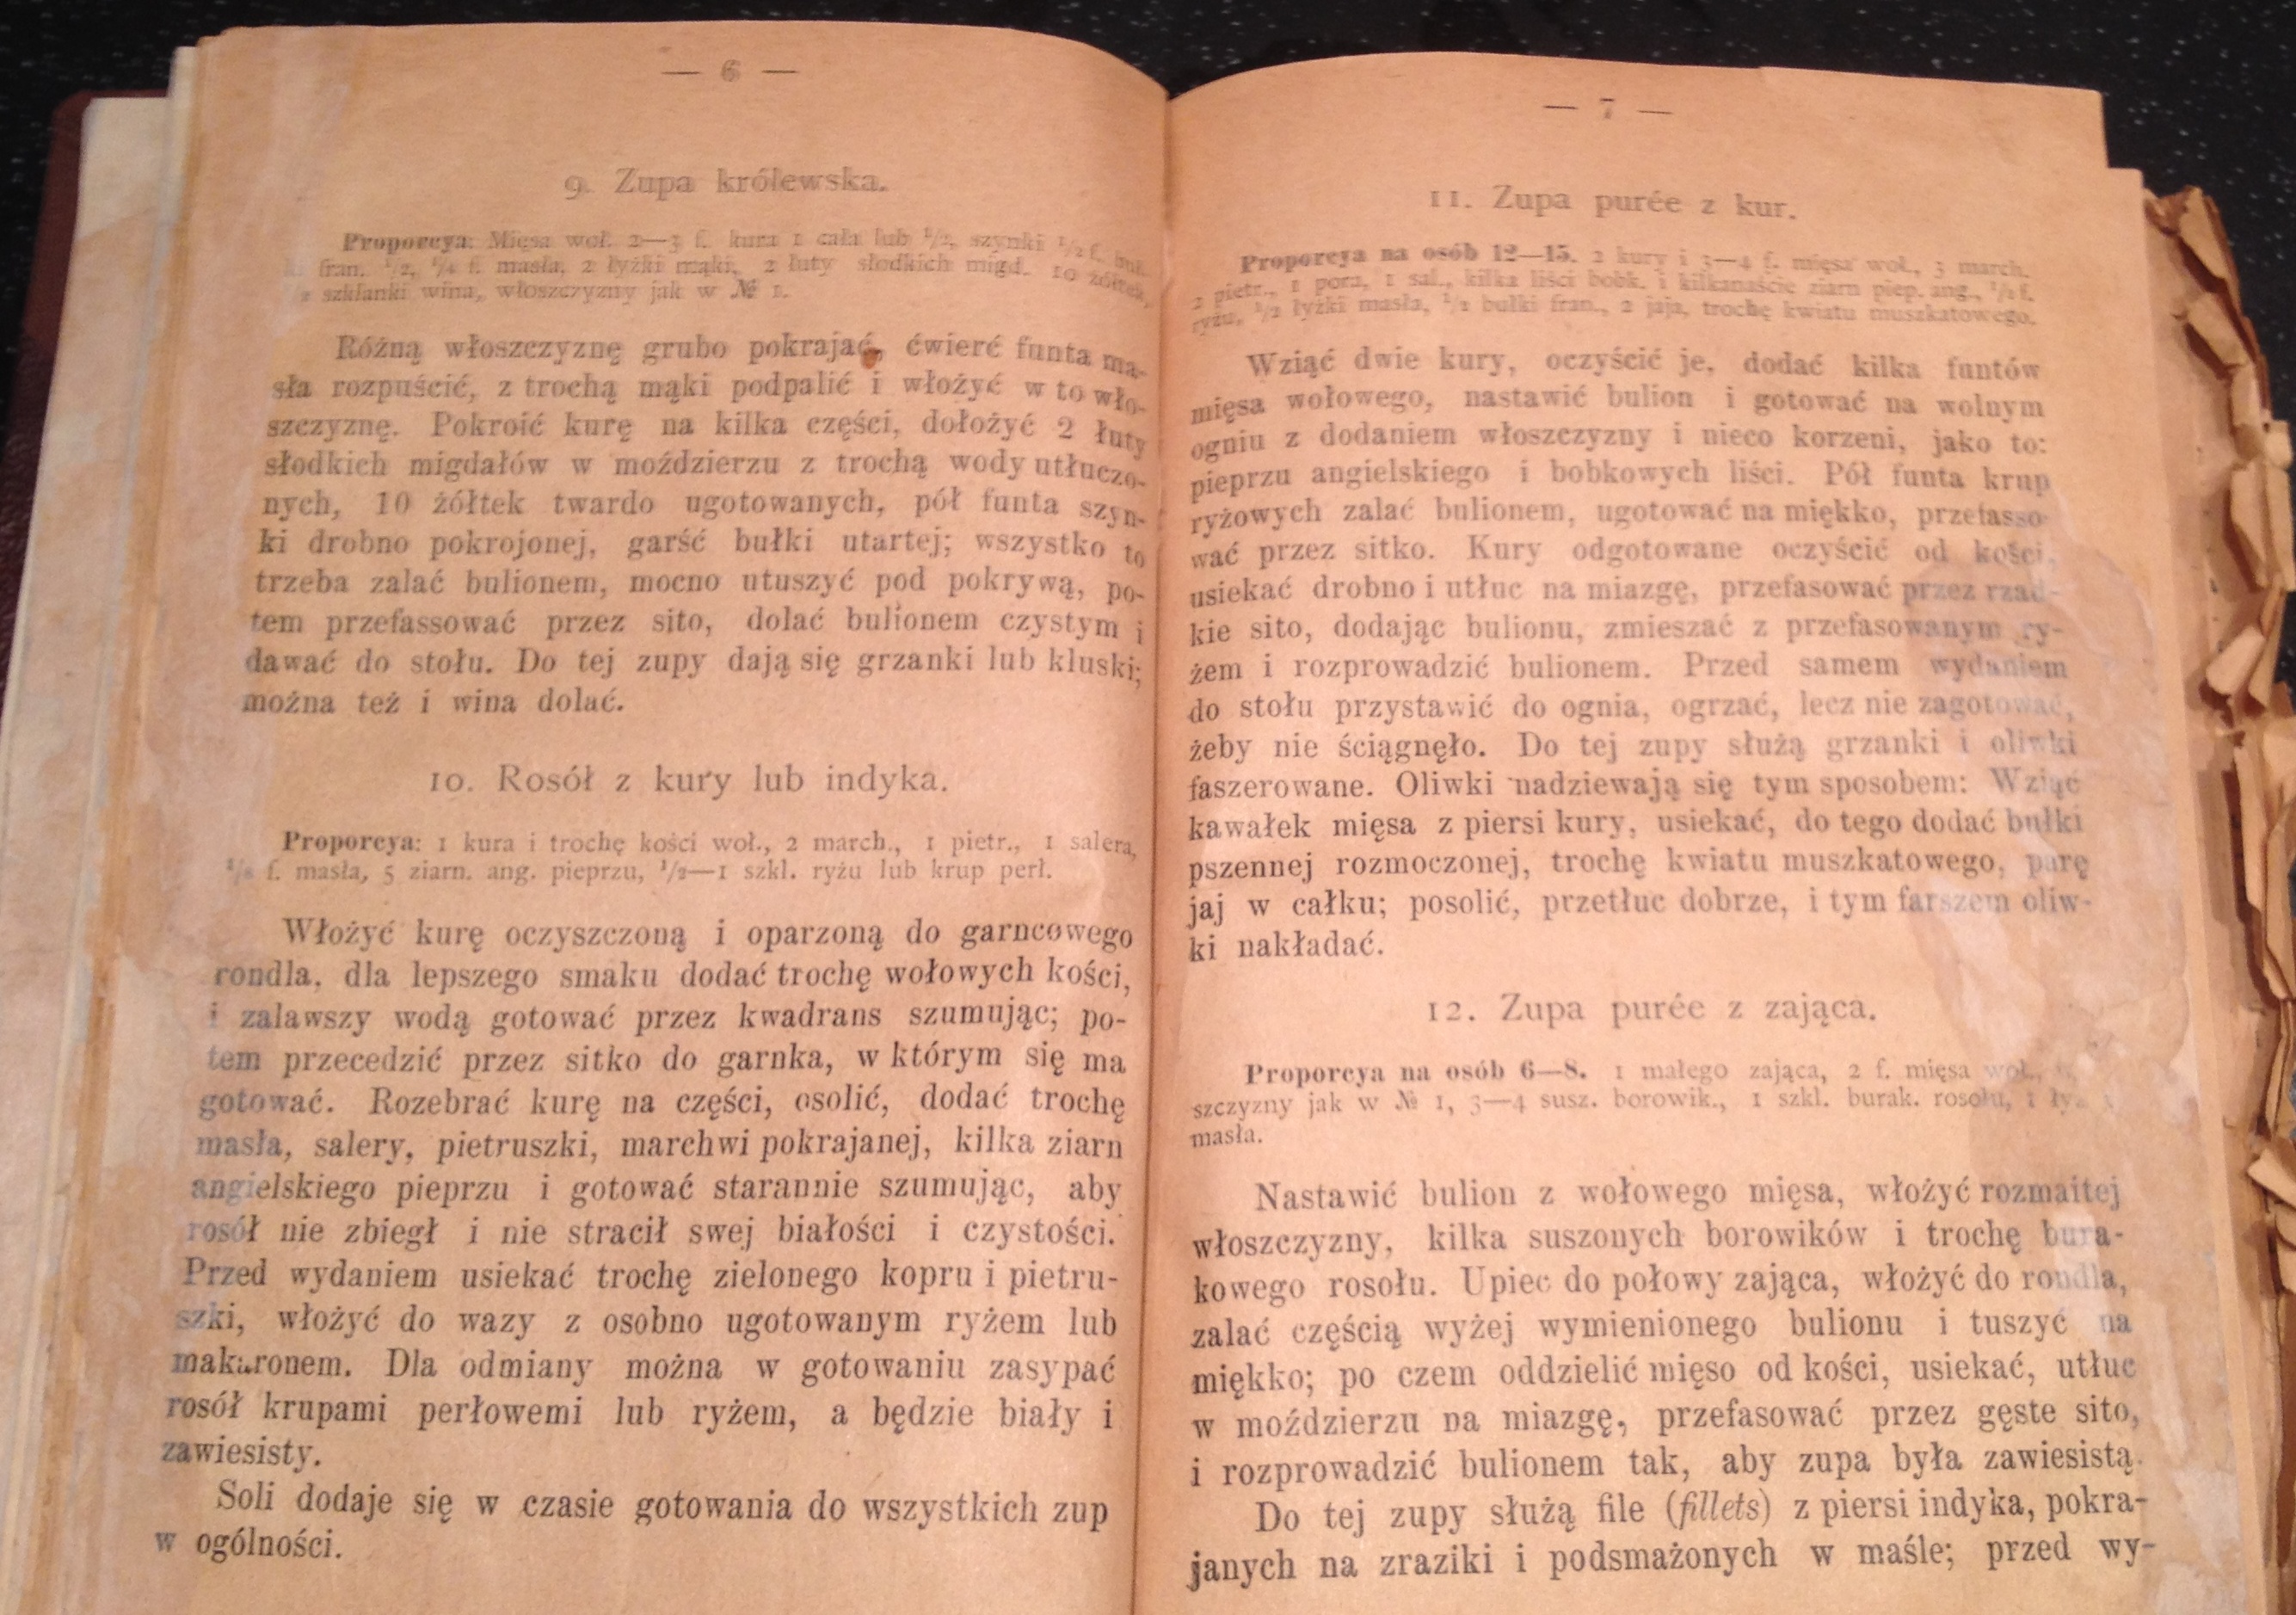 — 6 —
9. Zupa królewska.
Proporcya: Mięsa woł. 2—3 f. kura 1 cała lub ½, szynki ½ f. buł.
fran. ½, ¼ f. masła, 2 łyżki mąki, 2 łuty słodkich migd. 10 żółtek,
szklanki wina, włoszczyzny jak w № 1.
Różną włoszczyznę grubo pokrajać, ćwierć funta ma-
sła rozpuścić, z trochą mąki podpalić i włożyć w to wło-
szczyznę. Pokroić kurę na kilka części, dołożyć 2 łuty
słodkich migdałów w moździerzu z trochą wody utłuczo-
nych, 10 żółtek twardo ugotowanych, pół funta szyn-
ki drobno pokrojonej, garść bułki utartej; wszystko to
trzeba zalać bulionem, mocno utuszyć pod pokrywą, po-
tem przefassować przez sito, dolać bulionem czystym i
dawać do stołu. Do tej zupy dają się grzanki lub kluski;
można też i wina dolać.
10. Rosół z kury lub indyka.
Proporcya: 1 kura i trochę kości woł., 2 march., 1 pietr., 1 salera,
⅛ f. masła, 5 ziarn. ang. pieprzu, ½—1 szkl. ryżu lub krup perł.
Włożyć kurę oczyszczoną i oparzoną do garncowego
rondla, dla lepszego smaku dodać trochę wołowych kości,
i zalawszy wodą gotować przez kwadrans szumując; po-
tem przecedzić przez sitko do garnka, w którym się ma
gotować. Rozebrać kurę na części, osolić, dodać trochę
masła, salery, pietruszki, marchwi pokrajanej, kilka ziarn
angielskiego pieprzu i gotować starannie szumując, aby
rosół nie zbiegł i nie stracił swej białości i czystości.
Przed wydaniem usiekać trochę zielonego kopru i pietru-
szki, włożyć do wazy z osobno ugotowanym ryżem lub
makaronem. Dla odmiany można w gotowaniu zasypać
rosół krupami perłowemi lub ryżem, a będzie biały i
zawiesisty.
Soli dodaje się w czasie gotowania do wszystkich zup
w ogólności.
— 7 —
11. Zupa purée z kur.
Proporcya na osób 12—15. 2 kury i 3—4 f. mięsa woł., 3 march.
2 pietr., 1 pora, 1 sal., kilka liści bobk. i kilkanaście ziarn piep. ang., ½ f.
ryżu, ½ łyżki masła, ½ bułki fran., 2 jaja, trochę kwiatu muszkatowego.
Wziąć dwie kury, oczyścić je, dodać kilka funtów
mięsa wołowego, nastawić bulion i gotować na wolnym
ogniu z dodaniem włoszczyzny i nieco korzeni, jako to:
pieprzu angielskiego i bobkowych liści. Pół funta krup
ryżowych zalać bulionem, ugotować na miękko, przefasso-
wać przez sitko. Kury odgotowane oczyścić od kości,
usiekać drobno i utłuc na miazgę, przefasować przez rzad-
kie sito, dodając bulionu, zmieszać z przefasowanym ry-
żem i rozprowadzić bulionem. Przed samem wydaniem
do stołu przystawić do ognia, ogrzać, lecz nie zagotować,
żeby nie ściągnęło. Do tej zupy służą grzanki i oliwki
faszerowane. Oliwki nadziewają się tym sposobem: Wziąć
kawałek mięsa z piersi kury, usiekać, do tego dodać bułki
pszennej rozmoczonej, trochę kwiatu muszkatowego, parę
jaj w całku; posolić, przetłuc dobrze, i tym farszem oliw-
ki nakładać.
12. Zupa purée z zająca.
Proporcya na osób 6—8. 1 małego zająca, 2 f. mięsa woł.,
szczyzny jak w № 1, 3—4 susz. borowik., 1 szkl. burak. rosołu, 1
masła.
Nastawić bulion z wołowego mięsa, włożyć rozmaitej
włoszczyzny, kilka suszonych borowików i trochę bura-
kowego rosołu. Upiec do połowy zająca, włożyć do rondla,
zalać częścią wyżej wymienionego bulionu i tuszyć na
miękko; po czem oddzielić mięso od kości, usiekać, utłuc
w moździerzu na miazgę, przefasować przez gęste sito,
i rozprowadzić bulionem tak, aby zupa była zawiesistą.
Do tej zupy służą file (fillets) z piersi indyka, pokra-
janych na zraziki i podsmażonych w maśle; przed wy-